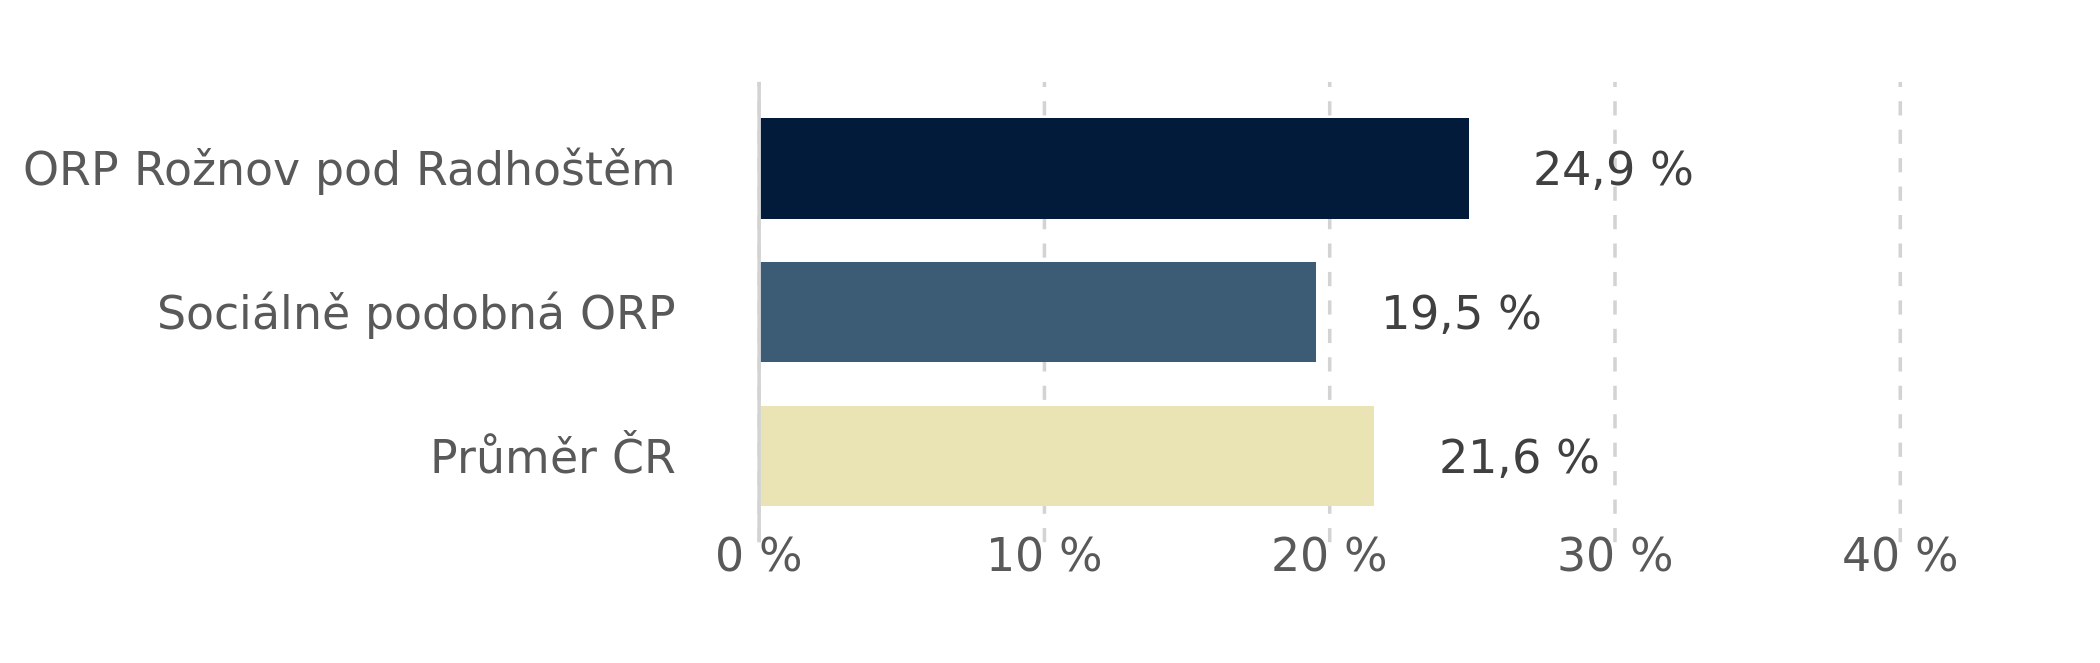 ORP Rožnov pod Radhoštěm 24,9 %
Sociálně podobná ORP 19,5 %
Průměr ČR 21,6 %
0 % 10 % 20 % 30 % 40 %